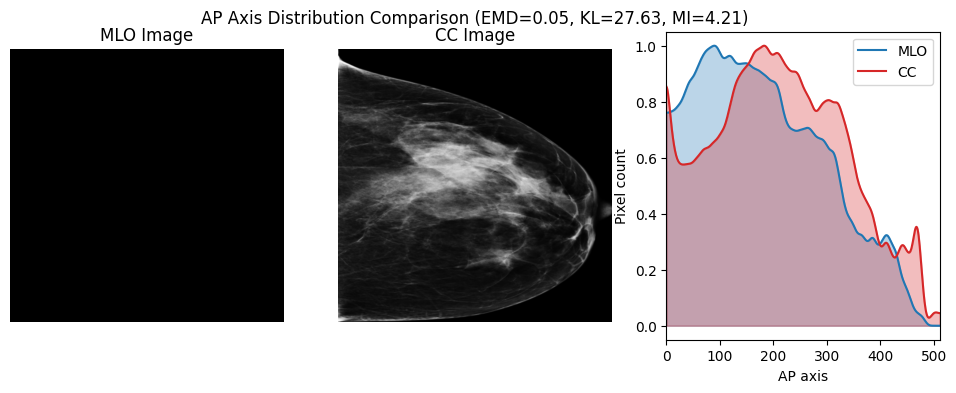 AP Axis Distribution Comparison (EMD=0.05, KL=27.63, MI=4.21)
MLO Image
CC Image
MLO
CC
Pixel count
1.0
0.8
0.6
0.4
0.2
0.0
0 100 200 300 400 500
AP axis